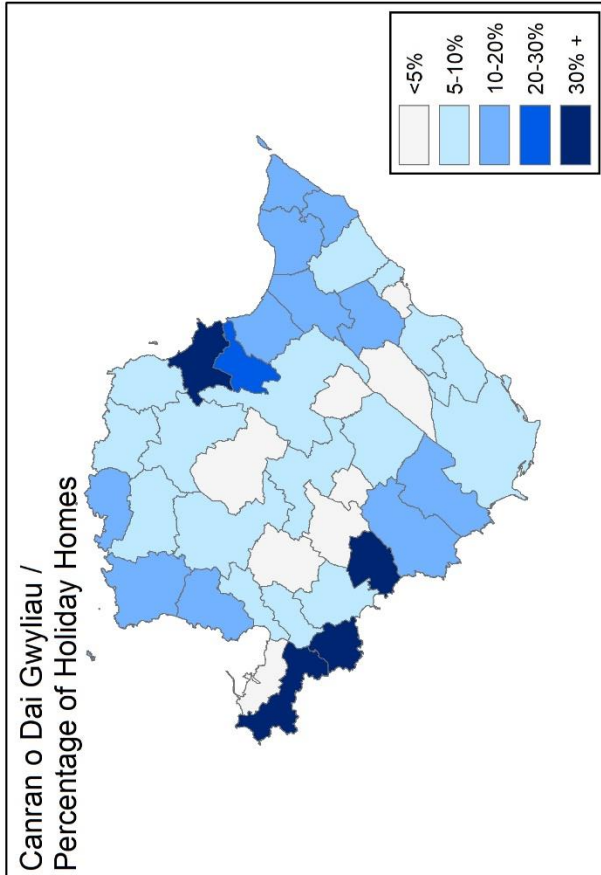 Canran o Dai Gwyliau /
Percentage of Holiday Homes
<5%
5-10%
10-20%
20-30%
30% +